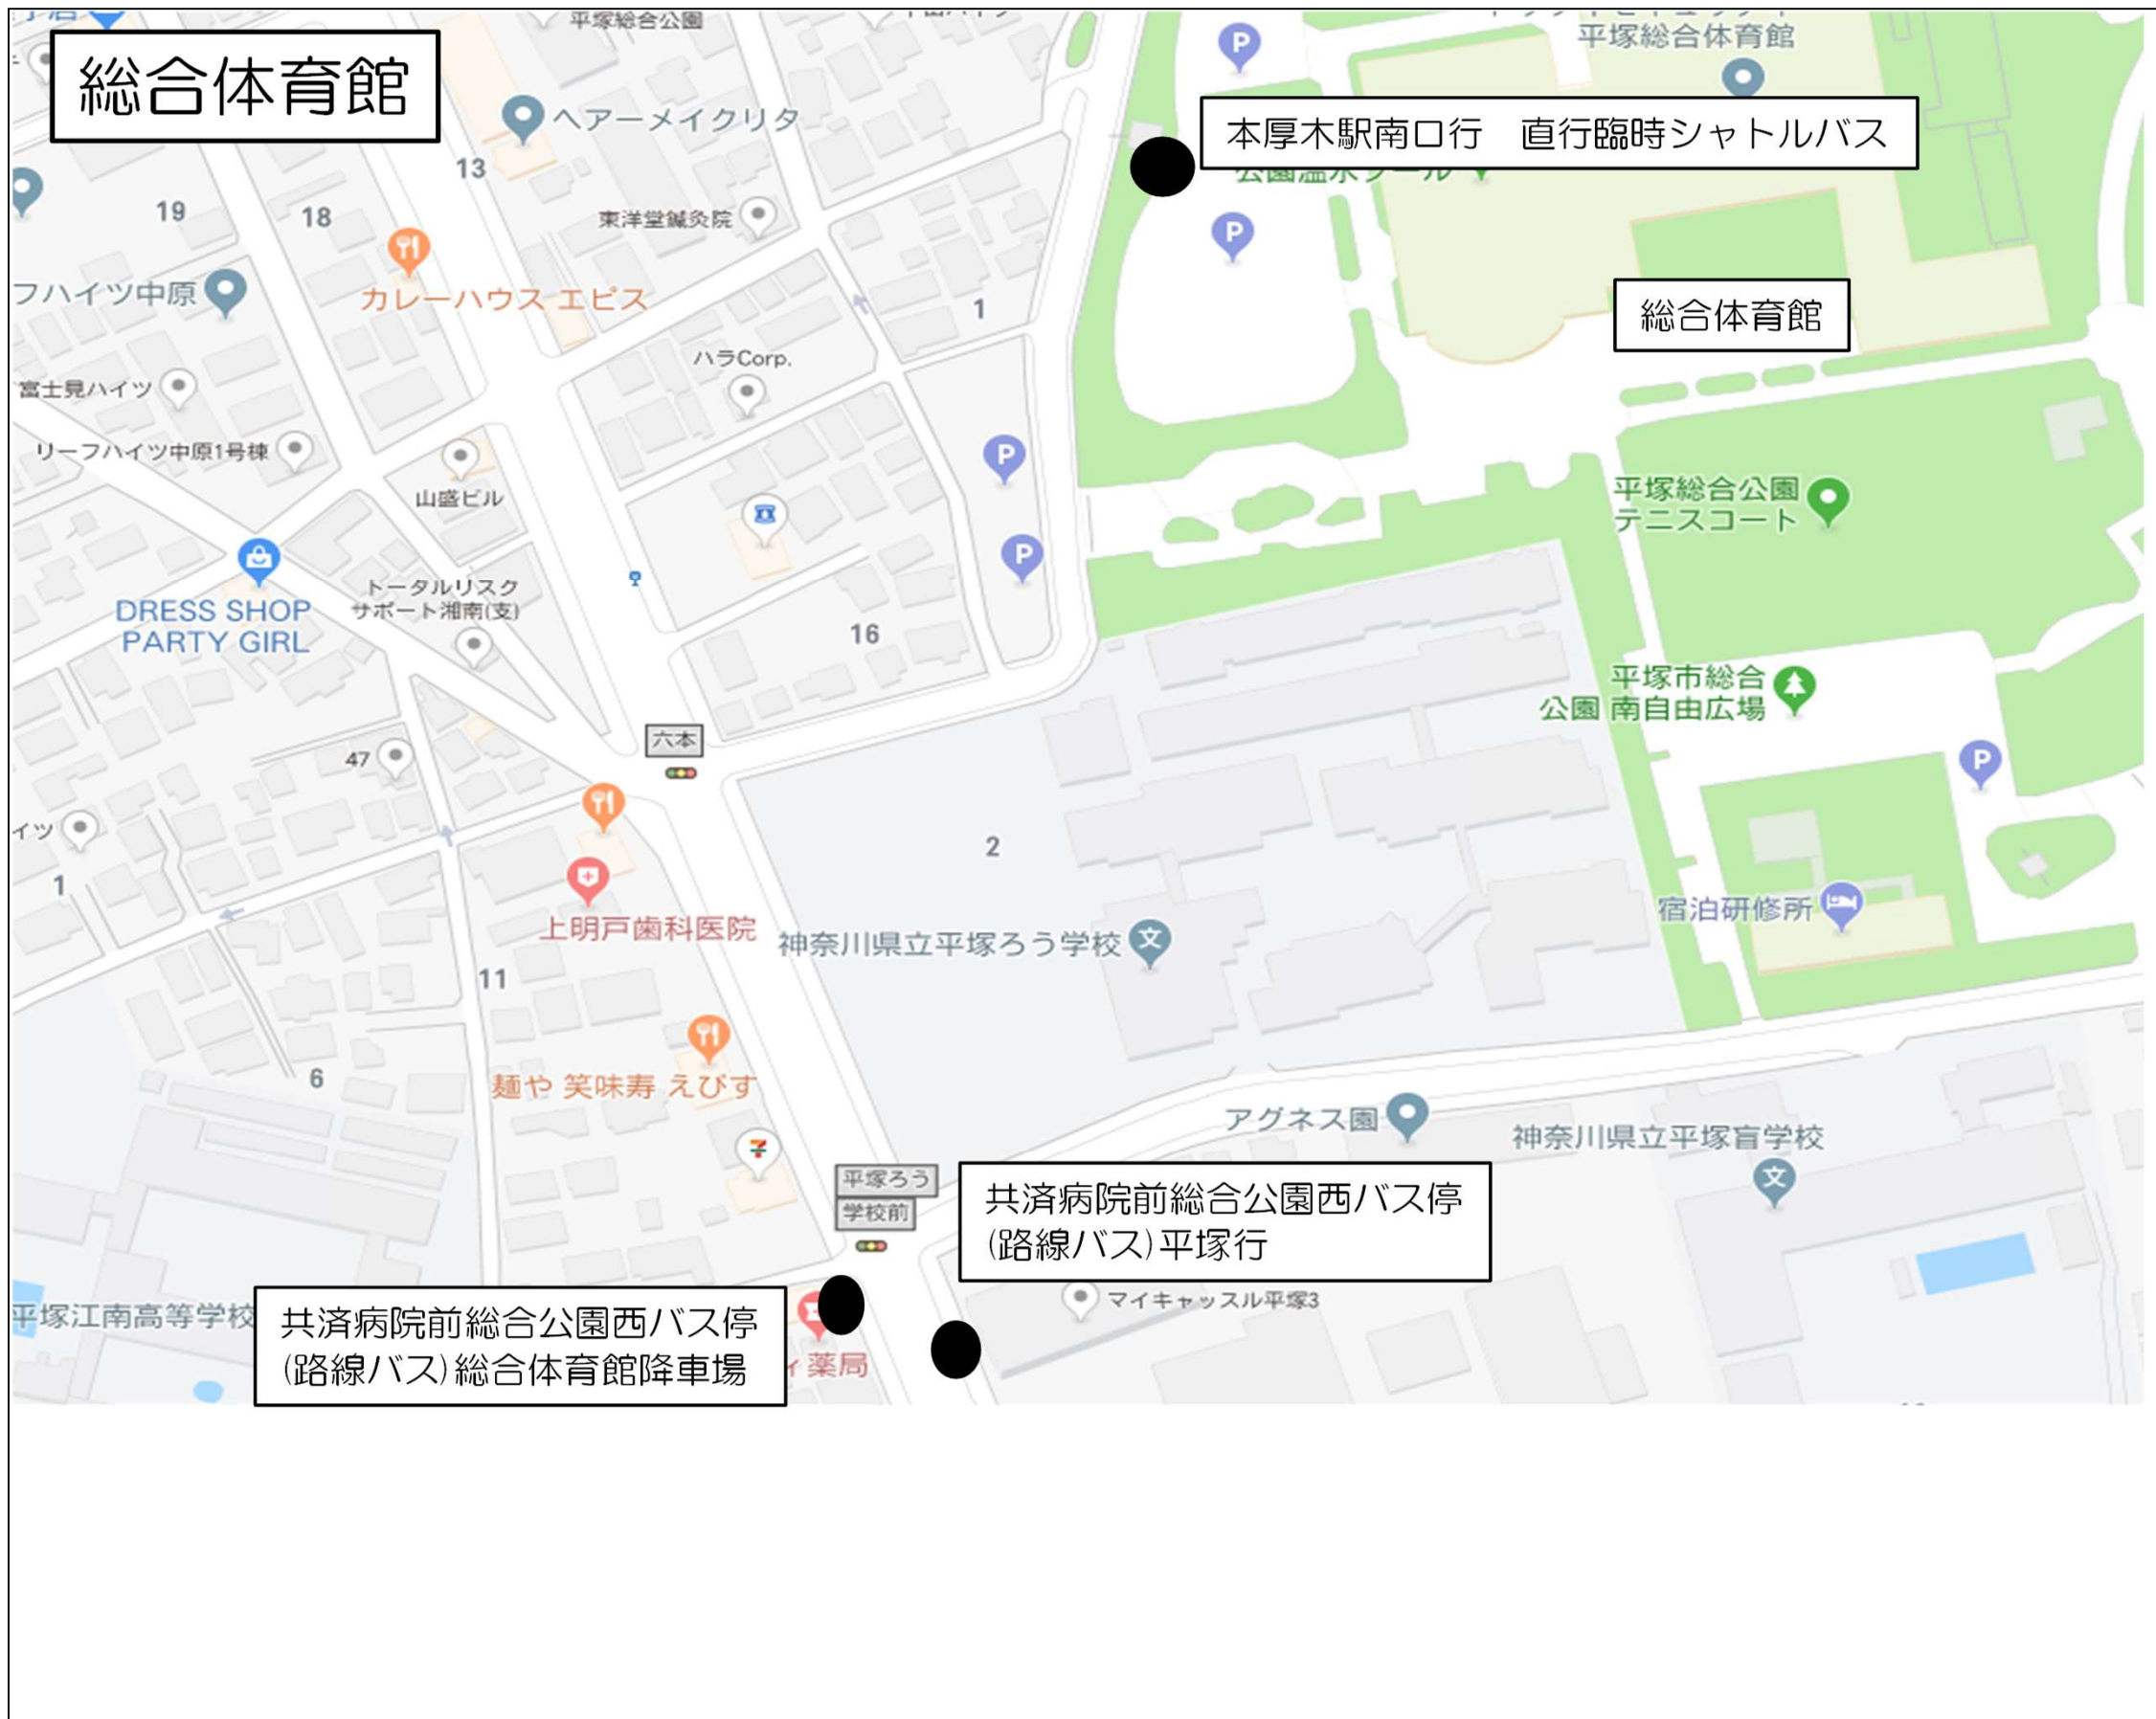 平塚総合公園
平塚総合体育館
総合体育館
ヘアーメイクリタ
本厚木駅南口行　直行臨時シャトルバス
13
公園温水プール
19
18
東洋堂鍼灸院
フハイツ中原
カレーハウス エピス
1
総合体育館
ハラCorp.
富士見ハイツ
リーフハイツ中原1号棟
山盛ビル
平塚総合公園
テニスコート
トータルリスク
サポート湘南(支)
DRESS SHOP
PARTY GIRL
16
平塚市総合
公園 南自由広場
六本
47
イツ
2
1
宿泊研修所
上明戸歯科医院
神奈川県立平塚ろう学校
11
麺や 笑味寿 えびす
6
アグネス園
神奈川県立平塚盲学校
平塚ろう
学校前
共済病院前総合公園西バス停
(路線バス)平塚行
マイキャッスル平塚3
平塚江南高等学校
共済病院前総合公園西バス停
(路線バス)総合体育館降車場
薬局